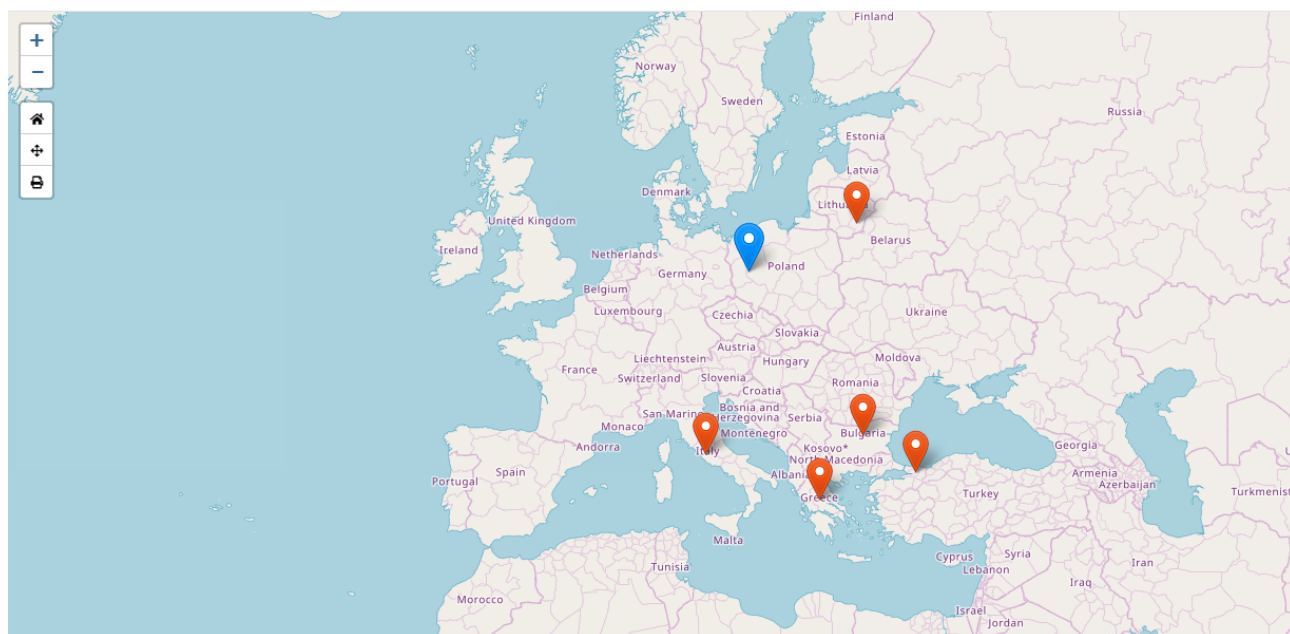 +
−
Finland
Norway
Sweden
Russia
Estonia
Latvia
Denmark
United Kingdom
Belarus
Ireland
Netherlands
Poland
Germany
Belgium
Luxembourg
Czechia
Ukraine
Slovakia
Austria
Liechtenstein
Hungary
Moldova
France
Switzerland
Slovenia
Romania
Croatia
Bosnia and
Herzegovina
San Marino
Serbia
Monaco
Montenegro
Bulgaria
Andorra
Italy
Kosovo*
North Macedonia
Georgia
Spain
Portugal
Albania
Armenia
Azerbaijan
Turkey
Greece
Turkmenist
Malta
Cyprus
Syria
Lebanon
Iran
Tunisia
Iraq
Morocco
Israel
Jordan